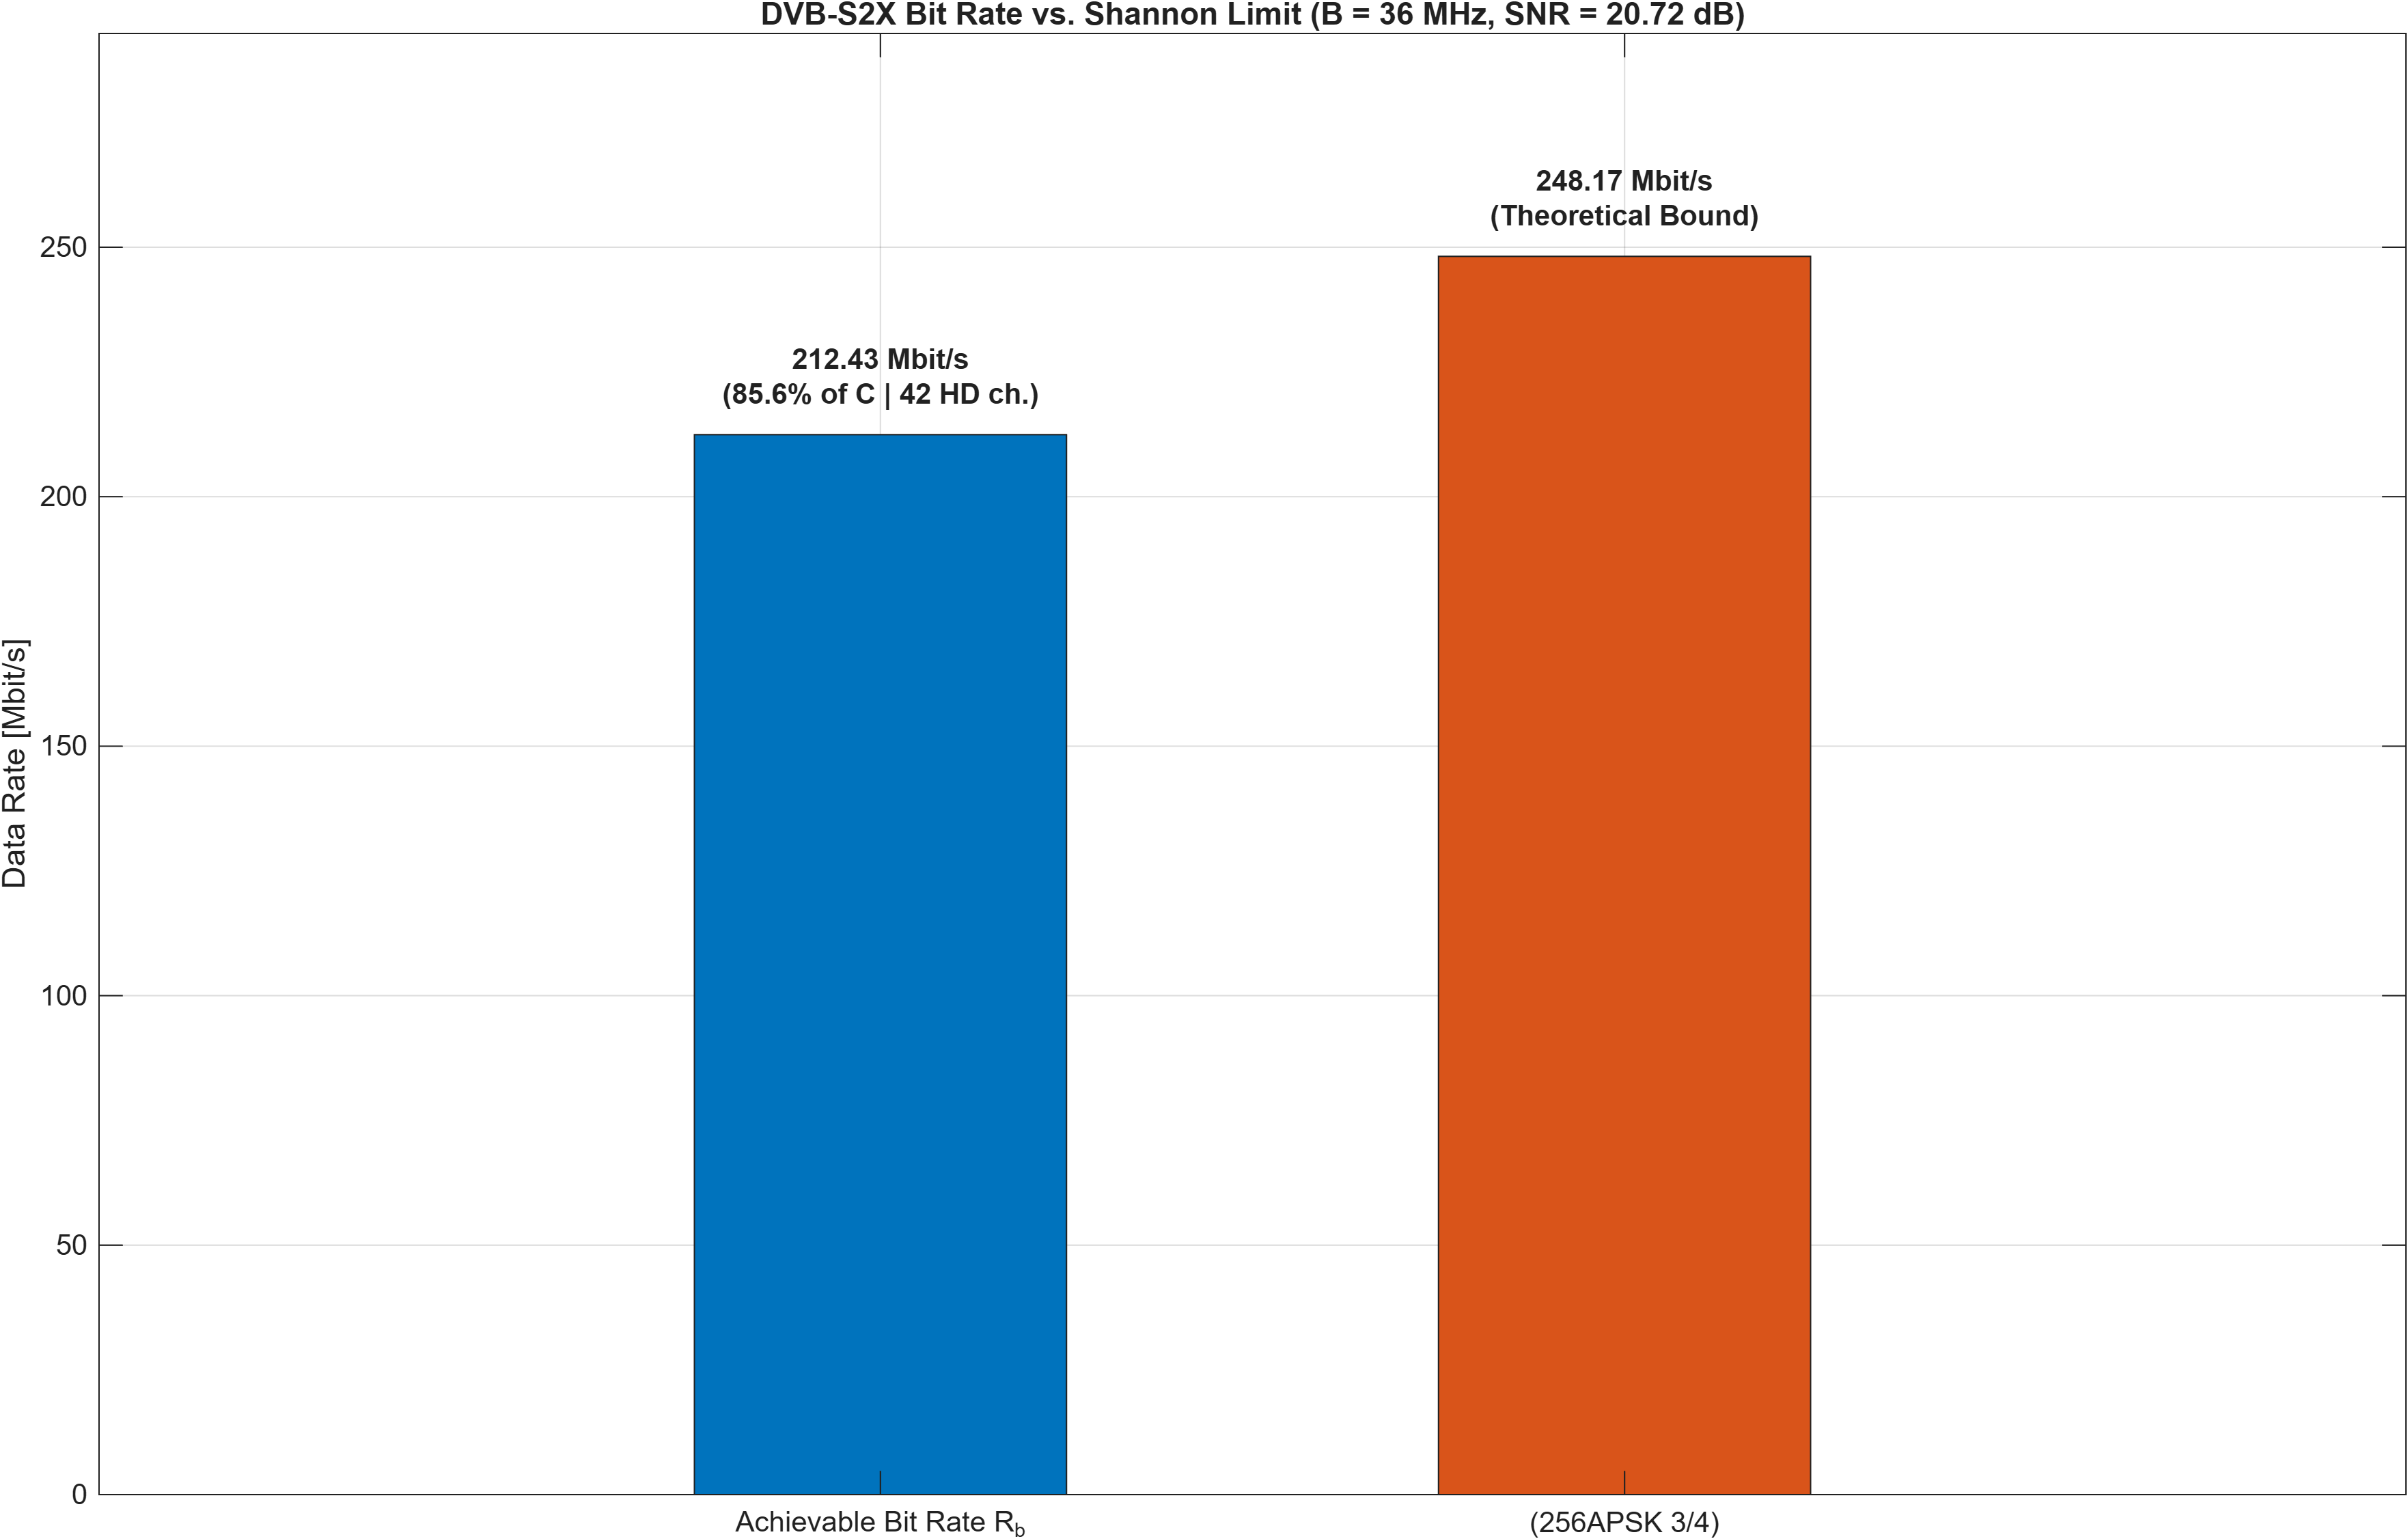 DVB-S2X Bit Rate vs. Shannon Limit (B = 36 MHz, SNR = 20.72 dB)
248.17 Mbit/s
(Theoretical Bound)
250
212.43 Mbit/s
(85.6% of C | 42 HD ch.)
200
150
Data Rate [Mbit/s]
100
50
0
Achievable Bit Rate R_b
(256APSK 3/4)